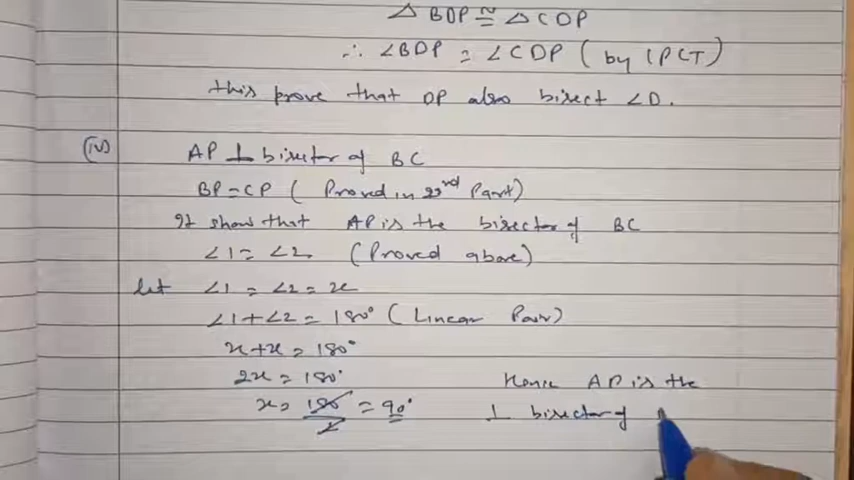 △BDP ≅ △CDP
∴ ∠BDP = ∠CDP ( by CPCT )
this prove that DP also bisect ∠D.
(iv) AP ⊥ bisector of BC
BP = CP ( Proved in 22nd Part )
It show that AP is the bisector of BC
∠1 = ∠2 (Proved above)
let ∠1 = ∠2 = x
∠1+∠2 = 180° ( Linear Pair )
x+x = 180°
2x = 180°
x = 180/2 = 90°
Hence AP is the
⊥ bisector of